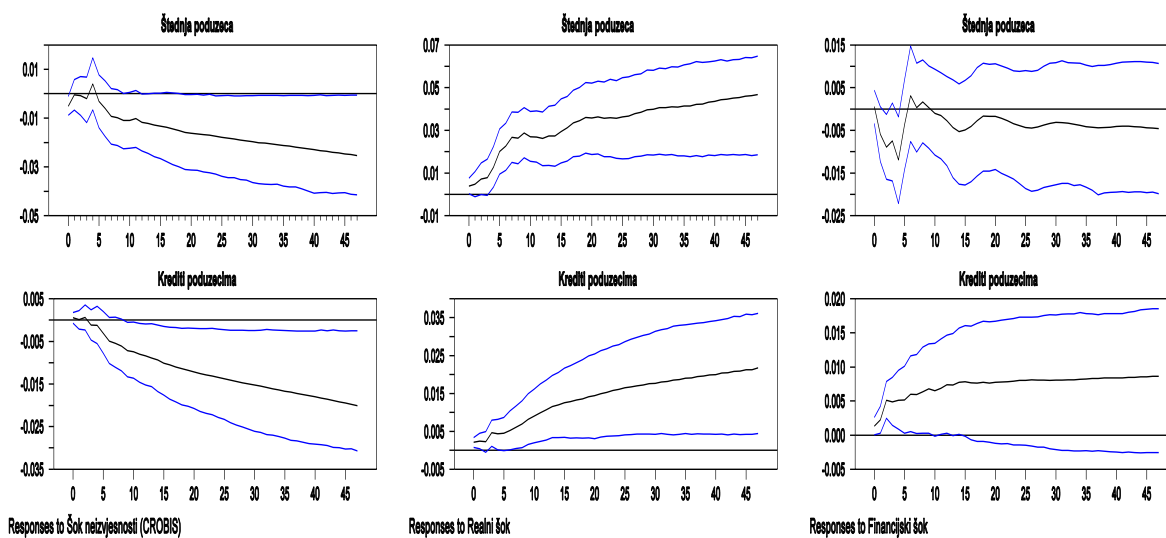 Štednja poduzeca
Štednja poduzeca
Štednja poduzeca
0.01
-0.01
-0.03
-0.05
0 5 10 15 20 25 30 35 40 45
0.07
0.05
0.03
0.01
-0.01
0 5 10 15 20 25 30 35 40 45
0.015
0.005
-0.005
-0.015
-0.025
0 5 10 15 20 25 30 35 40 45
Krediti poduzecima
Krediti poduzecima
Krediti poduzecima
0.005
-0.005
-0.015
-0.025
-0.035
0 5 10 15 20 25 30 35 40 45
0.035
0.025
0.015
0.005
-0.005
0 5 10 15 20 25 30 35 40 45
0.020
0.015
0.010
0.005
0.000
-0.005
0 5 10 15 20 25 30 35 40 45
Responses to Šok neizvjesnosti (CROBIS)
Responses to Realni šok
Responses to Financijski šok